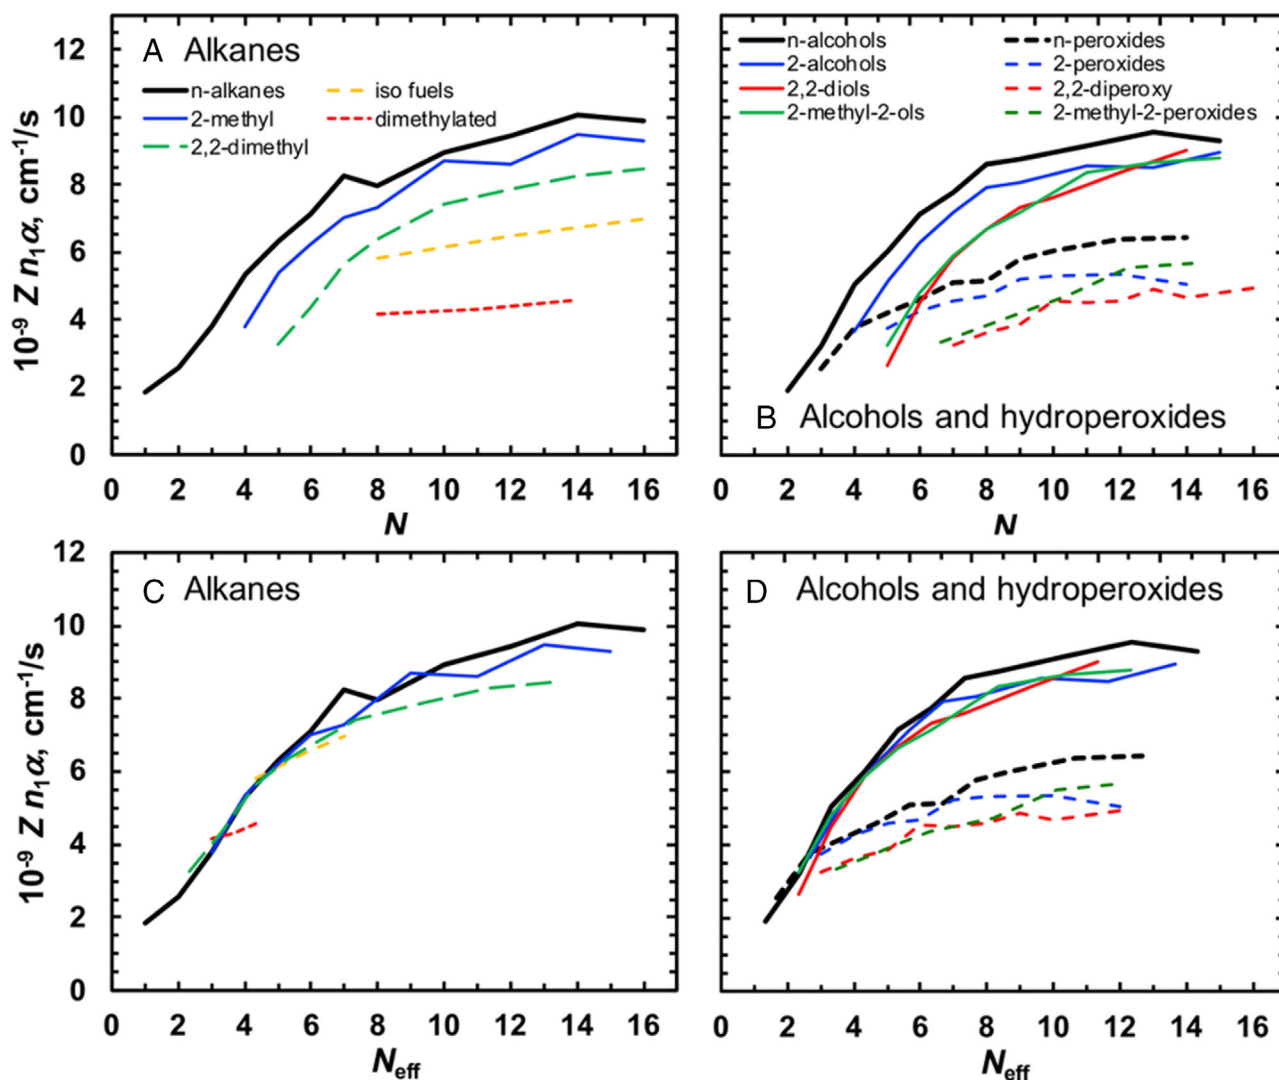 A Alkanes
n-alkanes
2-methyl
2,2-dimethyl
iso fuels
dimethylated
10⁻⁹ Z n₁α, cm⁻¹/s
12
10
8
6
4
2
0
0 2 4 6 8 10 12 14 16
N
n-alcohols
2-alcohols
2,2-diols
2-methyl-2-ols
n-peroxides
2-peroxides
2,2-diperoxy
2-methyl-2-peroxides
B Alcohols and hydroperoxides
0 2 4 6 8 10 12 14 16
N
C Alkanes
10⁻⁹ Z n₁α, cm⁻¹/s
12
10
8
6
4
2
0
0 2 4 6 8 10 12 14 16
Neff
D Alcohols and hydroperoxides
0 2 4 6 8 10 12 14 16
Neff